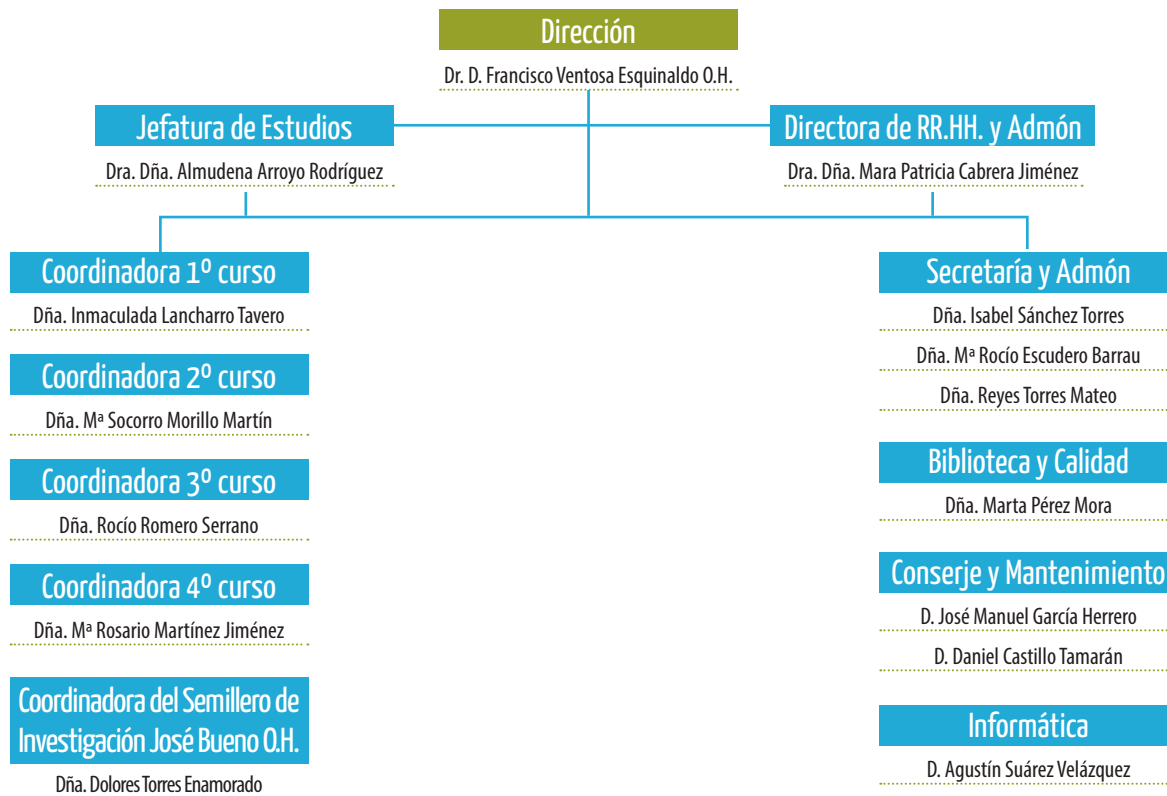 Dirección
Dr. D. Francisco Ventosa Esquinaldo O.H.
Jefatura de Estudios
Dra. Dña. Almudena Arroyo Rodríguez
Directora de RR.HH. y Admón
Dra. Dña. Mara Patricia Cabrera Jiménez
Coordinadora 1º curso
Dña. Inmaculada Lancharro Tavero
Coordinadora 2º curso
Dña. Mª Socorro Morillo Martín
Coordinadora 3º curso
Dña. Rocío Romero Serrano
Coordinadora 4º curso
Dña. Mª Rosario Martínez Jiménez
Coordinadora del Semillero de
Investigación José Bueno O.H.
Dña. Dolores Torres Enamorado
Secretaría y Admón
Dña. Isabel Sánchez Torres
Dña. Mª Rocío Escudero Barrau
Dña. Reyes Torres Mateo
Biblioteca y Calidad
Dña. Marta Pérez Mora
Conserje y Mantenimiento
D. José Manuel García Herrero
D. Daniel Castillo Tamarán
Informática
D. Agustín Suárez Velázquez